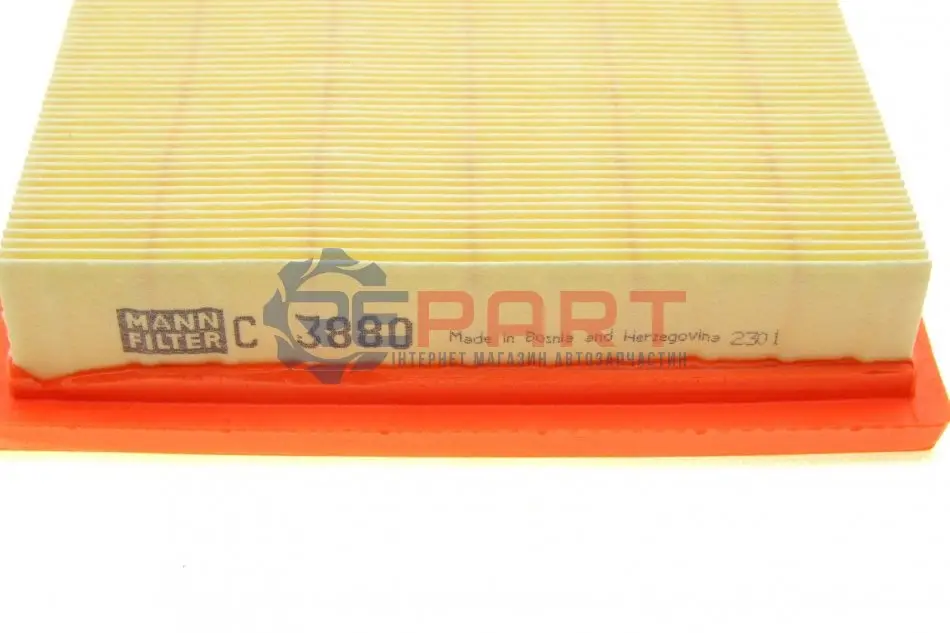 MANN
FILTER
C 3880
Made in Bosnia and Herzegovina 2301
PART
ІНТЕРНЕТ МАГАЗИН АВТОЗАПЧАСТИН